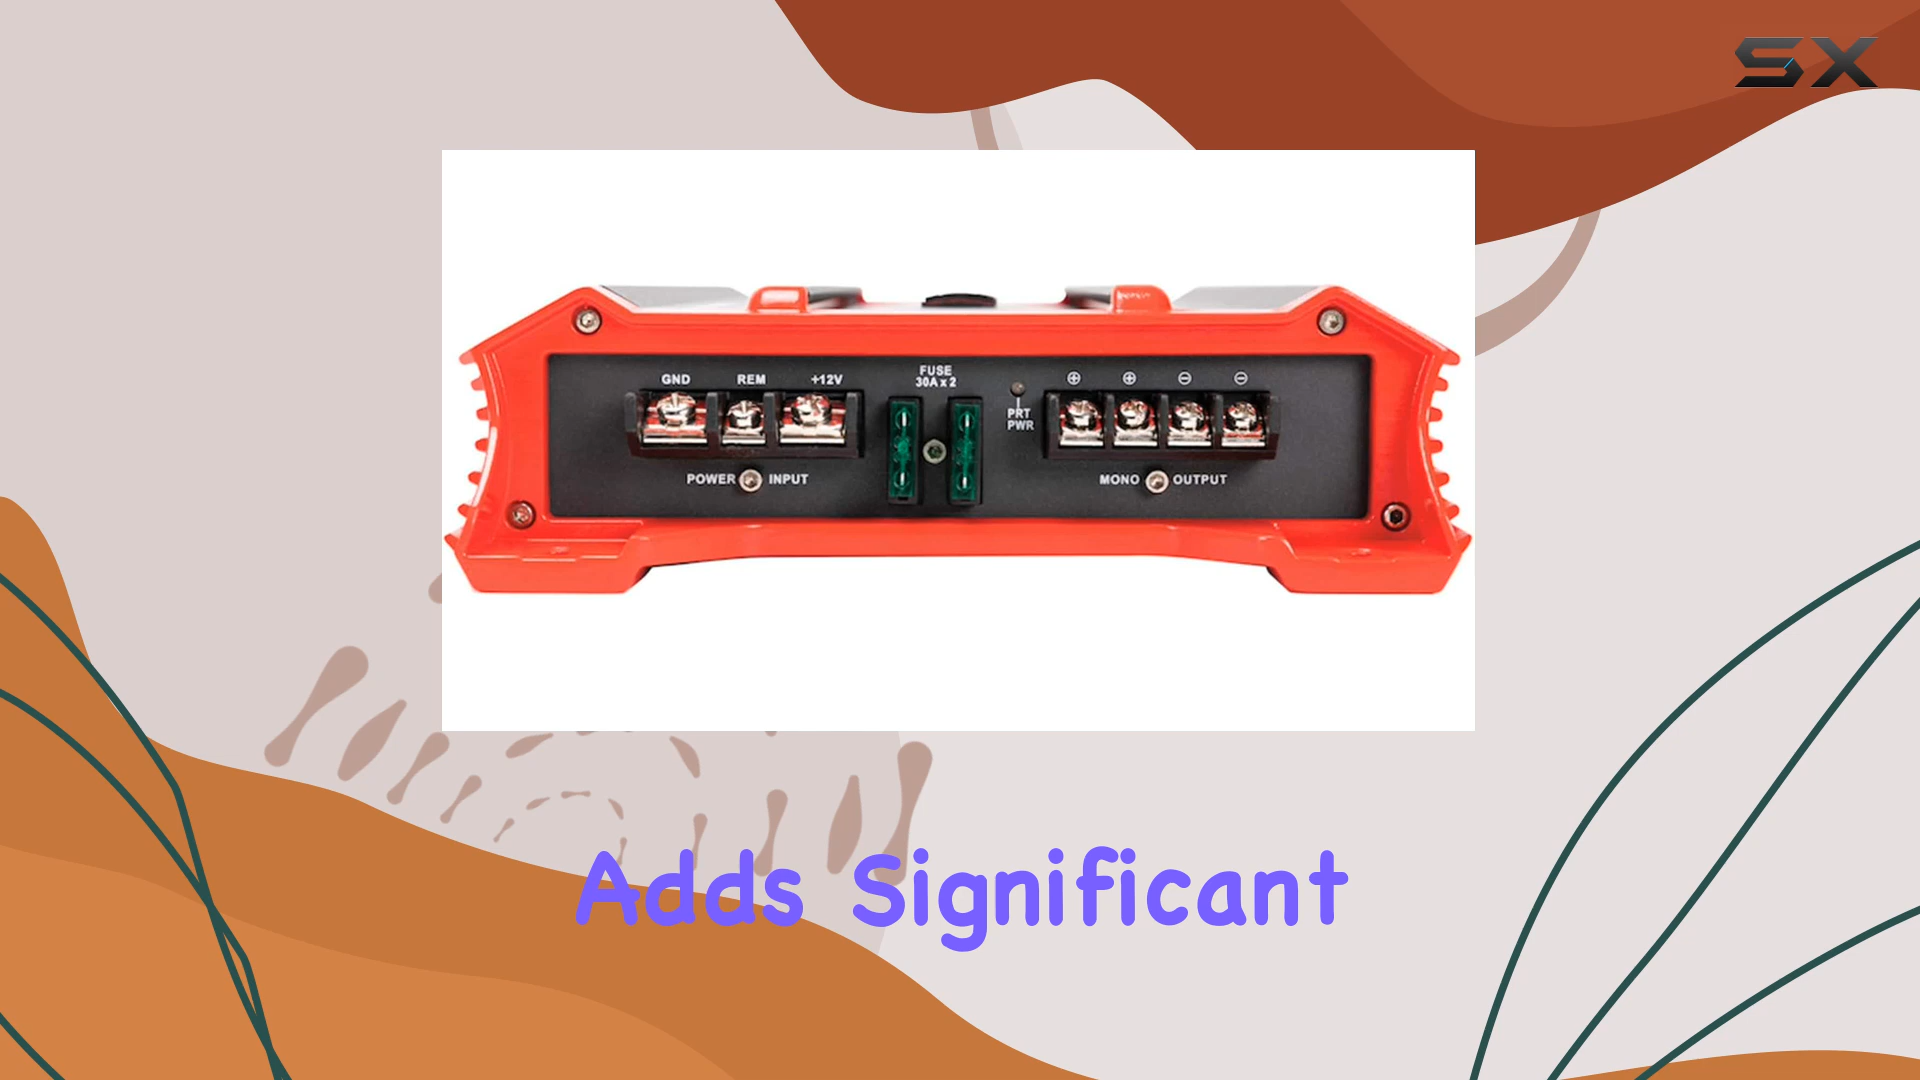 SX
GND REM +12V
FUSE
30A x 2
PRT
PWR
⊕ ⊕ ⊖ ⊖
POWER INPUT
MONO OUTPUT
Adds Significant